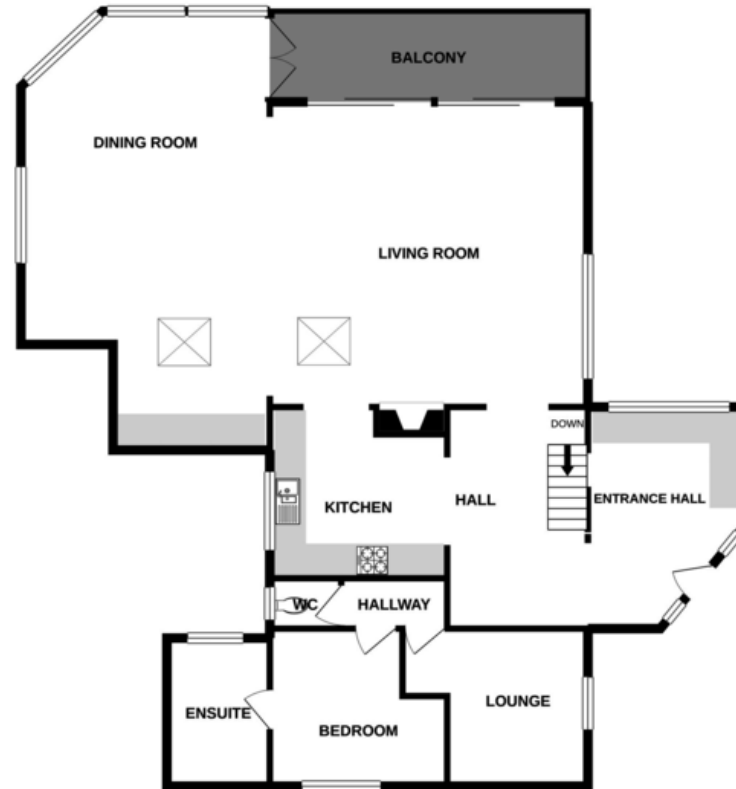 BALCONY
DINING ROOM
LIVING ROOM
DOWN
ENTRANCE HALL
KITCHEN
HALL
WC
HALLWAY
ENSUITE
BEDROOM
LOUNGE